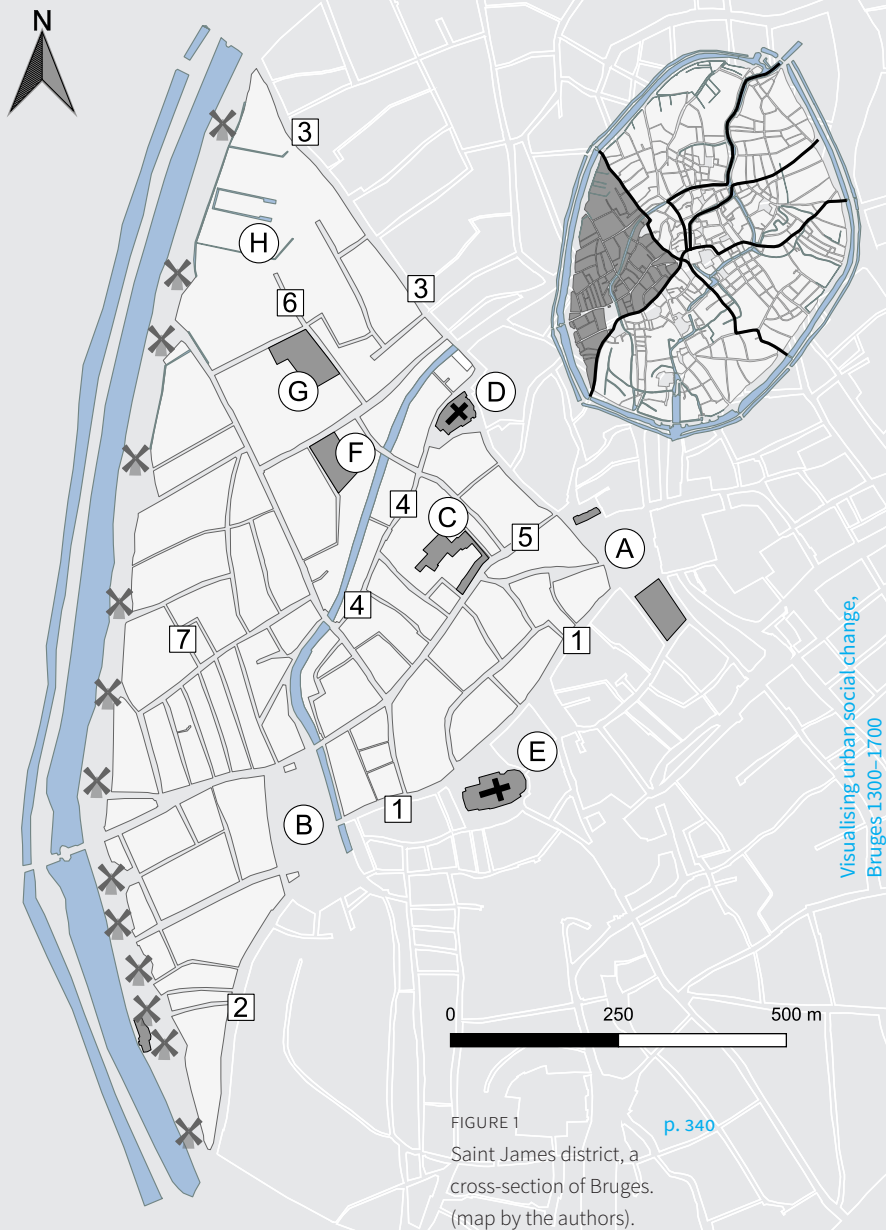 N
3
H
6
3
G
D
F
4
C
5
A
4
7
1
E
B
1
2
0 250 500 m
Visualising urban social change,
Bruges 1300–1700
FIGURE 1
p. 340
Saint James district, a
cross-section of Bruges.
(map by the authors).